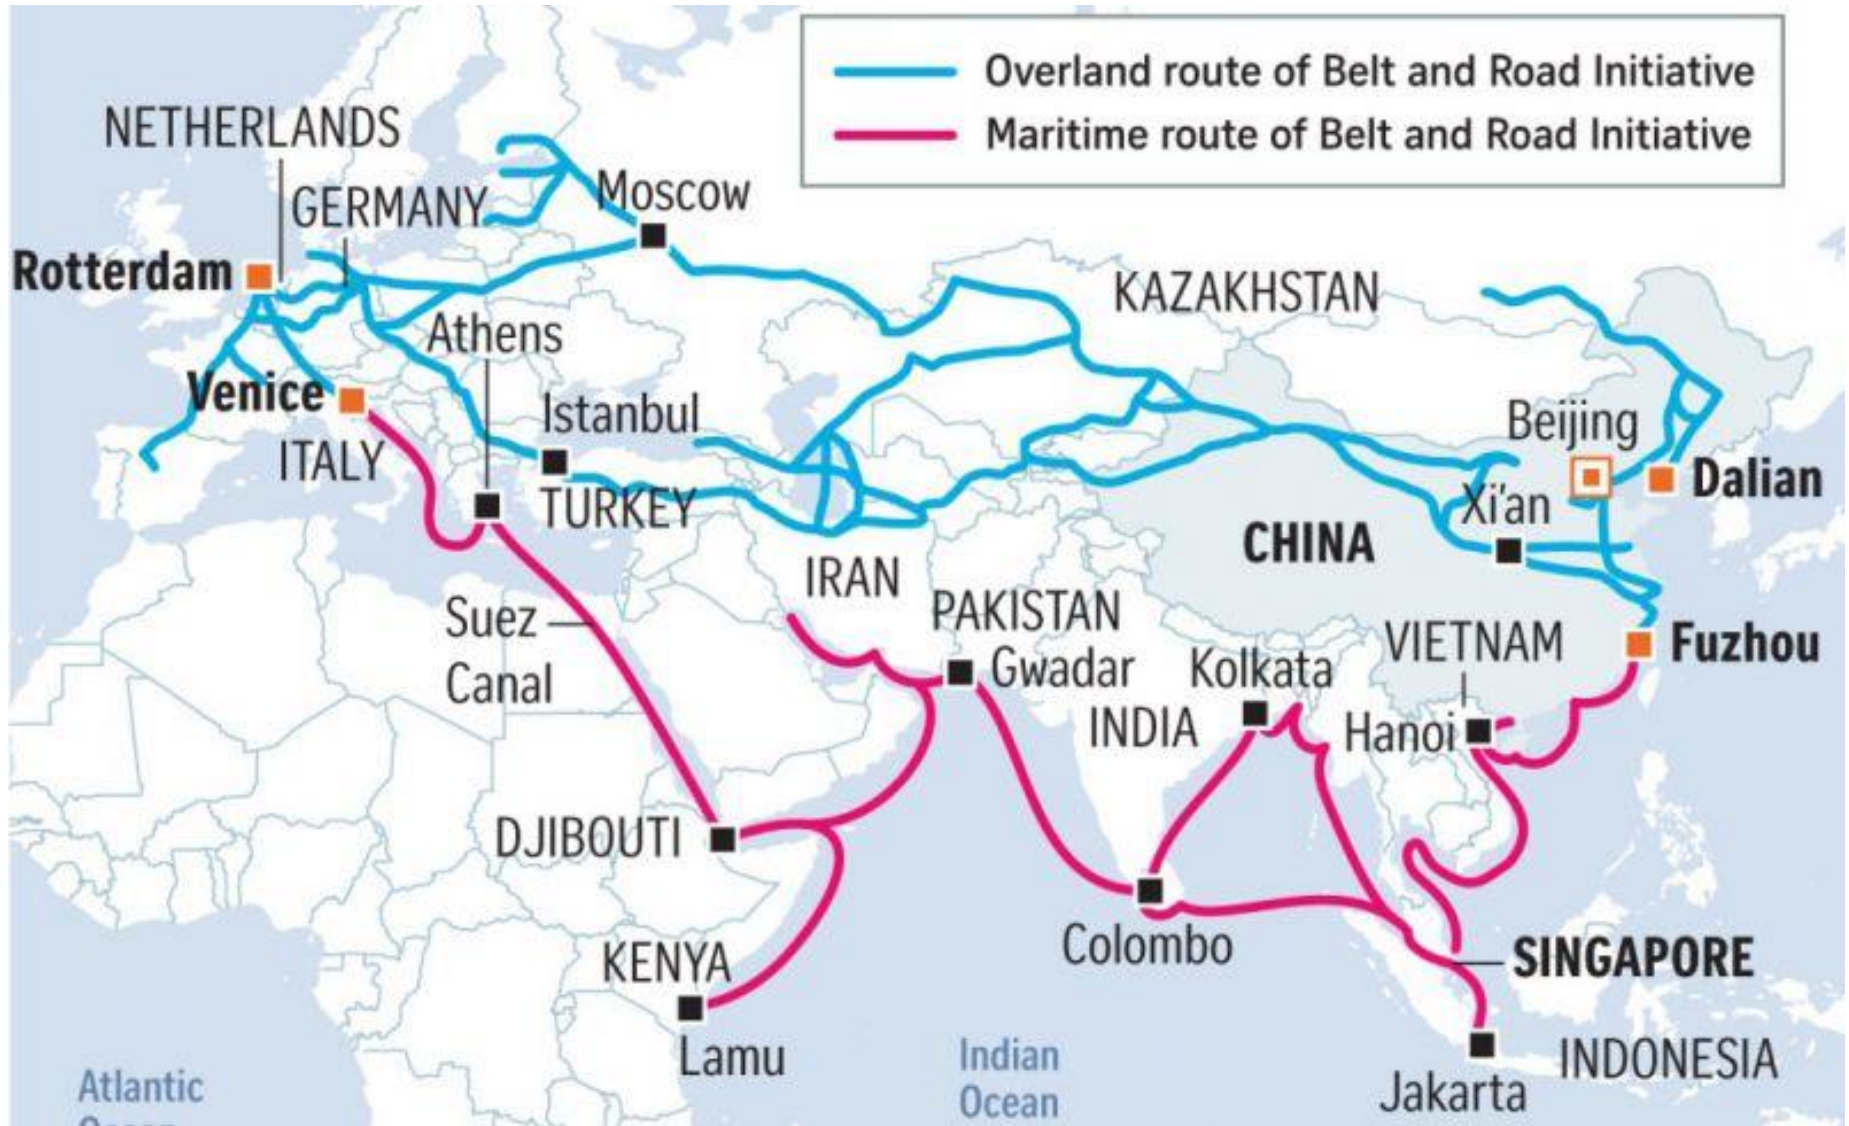 Overland route of Belt and Road Initiative
Maritime route of Belt and Road Initiative
NETHERLANDS
GERMANY
Moscow
Rotterdam
KAZAKHSTAN
Athens
Venice
Istanbul
Beijing
ITALY
Dalian
TURKEY
Xi'an
CHINA
IRAN
Suez
Canal
PAKISTAN
Gwadar
Kolkata
VIETNAM
Fuzhou
INDIA
Hanoi
DJIBOUTI
Colombo
KENYA
SINGAPORE
Lamu
Indian
Ocean
INDONESIA
Jakarta
Atlantic
Ocean